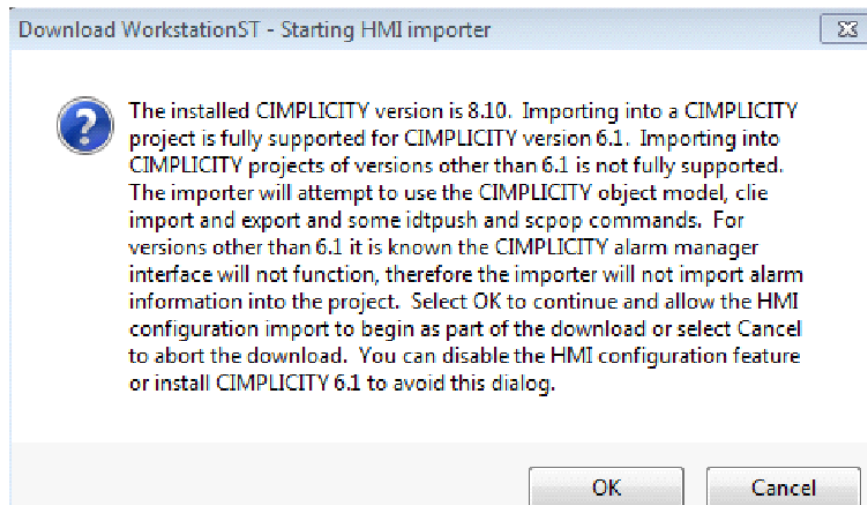 Download WorkstationST - Starting HMI importer
The installed CIMPLICITY version is 8.10.  Importing into a CIMPLICITY
project is fully supported for CIMPLICITY version 6.1.  Importing into
CIMPLICITY projects of versions other than 6.1 is not fully supported.
The importer will attempt to use the CIMPLICITY object model, clie
import and export and some idtpush and scpop commands.  For
versions other than 6.1 it is known the CIMPLICITY alarm manager
interface will not function, therefore the importer will not import alarm
information into the project.  Select OK to continue and allow the HMI
configuration import to begin as part of the download or select Cancel
to abort the download.  You can disable the HMI configuration feature
or install CIMPLICITY 6.1 to avoid this dialog.
OK Cancel